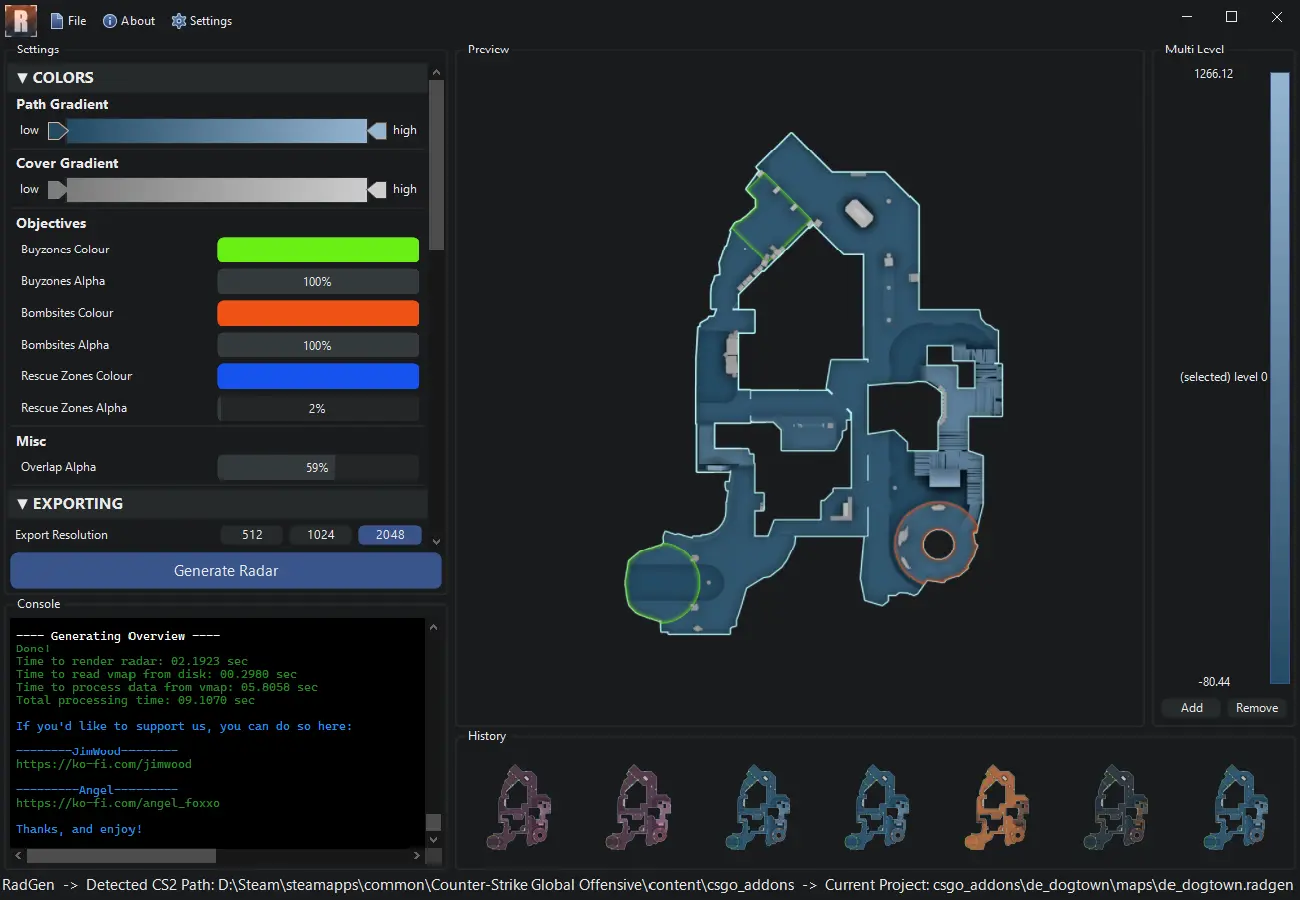 R File About Settings
Settings
▼ COLORS
Path Gradient
low high
Cover Gradient
low high
Objectives
Buyzones Colour
Buyzones Alpha 100%
Bombsites Colour
Bombsites Alpha 100%
Rescue Zones Colour
Rescue Zones Alpha 2%
Misc
Overlap Alpha 59%
▼ EXPORTING
Export Resolution 512 1024 2048
Generate Radar
Console
---- Generating Overview ----
Done!
Time to render radar: 02.1923 sec
Time to read vmap from disk: 00.2980 sec
Time to process data from vmap: 05.8058 sec
Total processing time: 09.1070 sec
If you'd like to support us, you can do so here:
--------JimWood--------
https://ko-fi.com/jimwood
---------Angel---------
https://ko-fi.com/angel_foxxo
Thanks, and enjoy!
Preview
Multi Level
1266.12
(selected) level 0
-80.44
Add Remove
History
RadGen -> Detected CS2 Path: D:\Steam\steamapps\common\Counter-Strike Global Offensive\content\csgo_addons -> Current Project: csgo_addons\de_dogtown\maps\de_dogtown.radgen